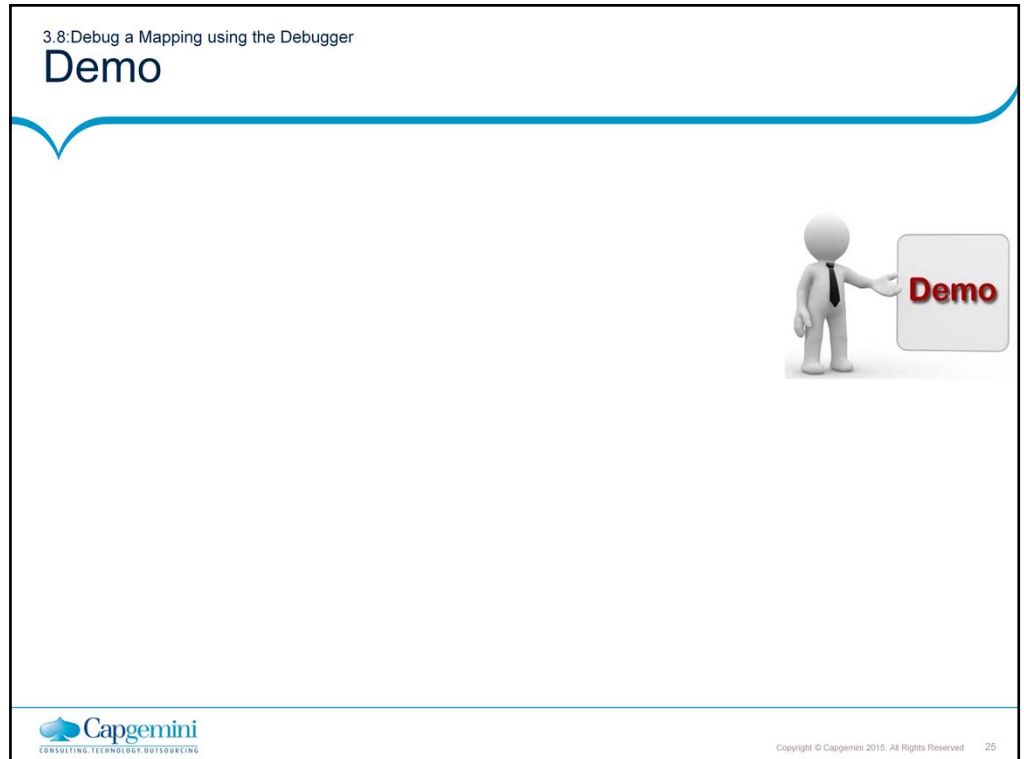 3.8:Debug a Mapping using the Debugger
Demo
Demo
Capgemini
CONSULTING.TECHNOLOGY.OUTSOURCING
Copyright © Capgemini 2015. All Rights Reserved 25